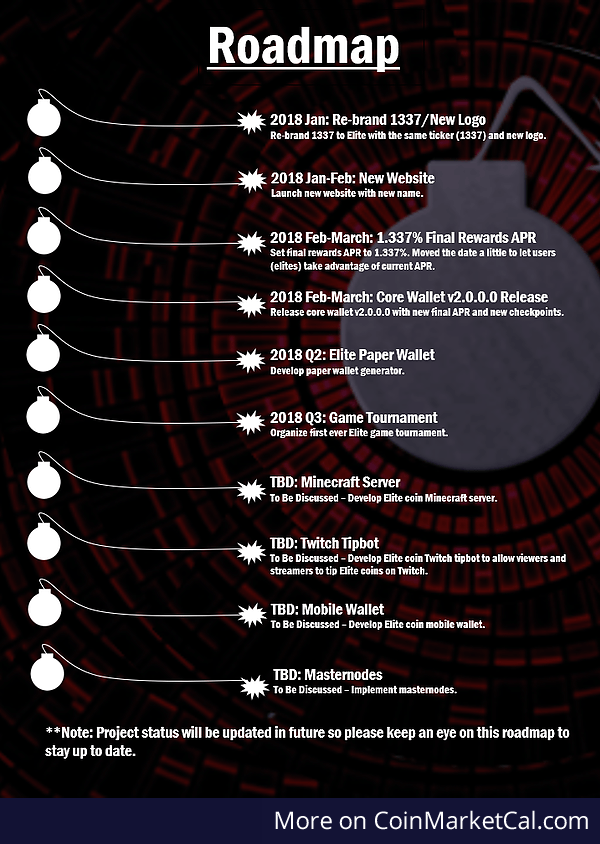 Roadmap
2018 Jan: Re-brand 1337/New Logo
Re-brand 1337 to Elite with the same ticker (1337) and new logo.
2018 Jan-Feb: New Website
Launch new website with new name.
2018 Feb-March: 1.337% Final Rewards APR
Set final rewards APR to 1.337%. Moved the date a little to let users
(elites) take advantage of current APR.
2018 Feb-March: Core Wallet v2.0.0.0 Release
Release core wallet v2.0.0.0 with new final APR and new checkpoints.
2018 Q2: Elite Paper Wallet
Develop paper wallet generator.
2018 Q3: Game Tournament
Organize first ever Elite game tournament.
TBD: Minecraft Server
To Be Discussed – Develop Elite coin Minecraft server.
TBD: Twitch Tipbot
To Be Discussed – Develop Elite coin Twitch tipbot to allow viewers and
streamers to tip Elite coins on Twitch.
TBD: Mobile Wallet
To Be Discussed – Develop Elite coin mobile wallet.
TBD: Masternodes
To Be Discussed – Implement masternodes.
**Note: Project status will be updated in future so please keep an eye on this roadmap to
stay up to date.
More on CoinMarketCal.com